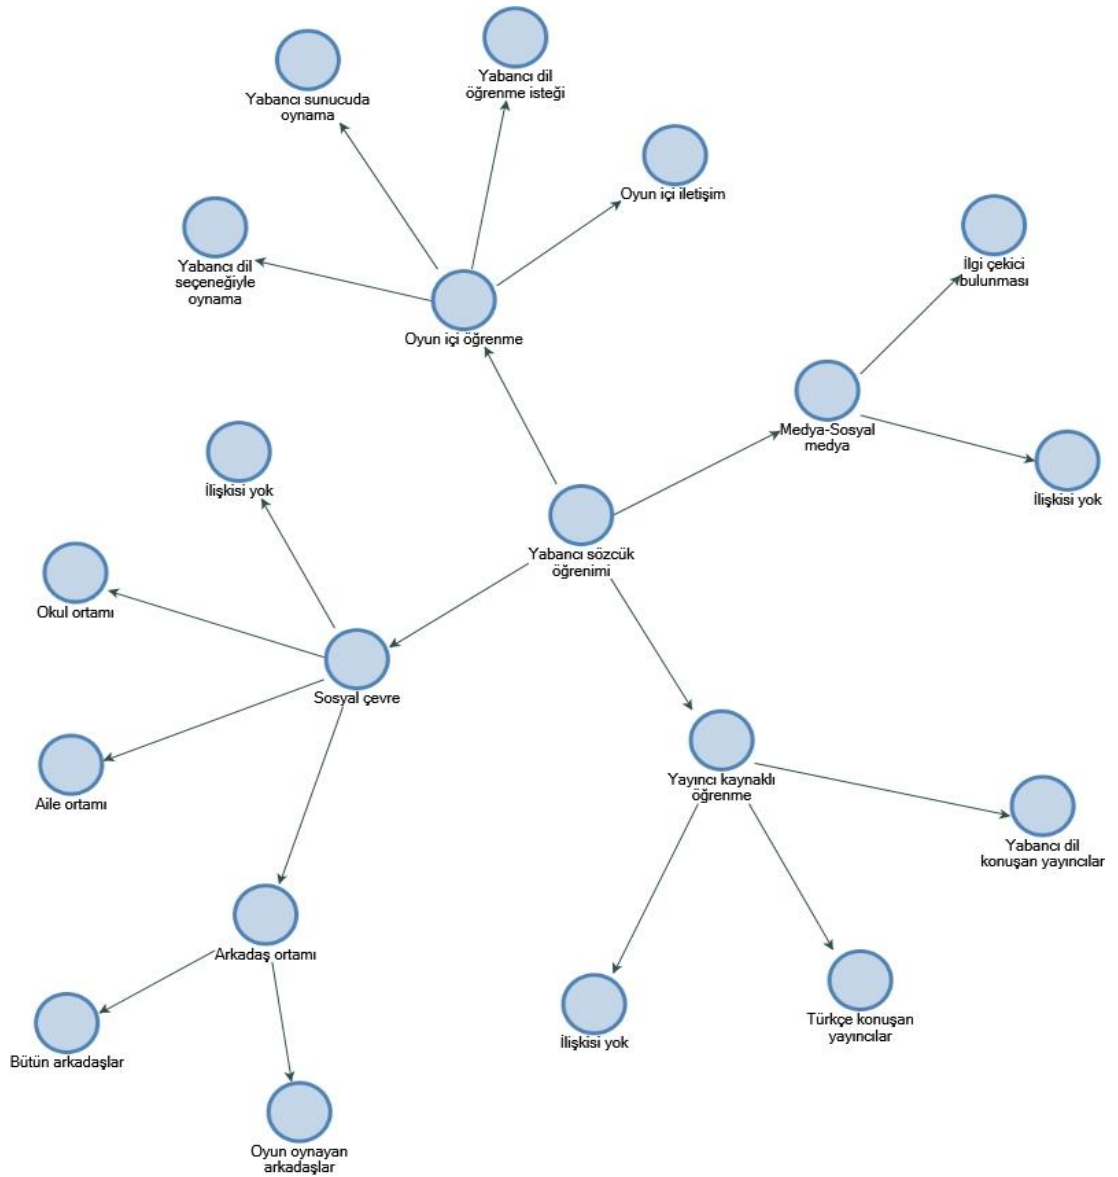 Yabancı sunucuda
oynama
Yabancı dil
öğrenme isteği
Oyun içi iletişim
Yabancı dil
seçeneğiyle
oynama
İlgi çekici
bulunması
Oyun içi öğrenme
Medya-Sosyal
medya
İlişkisi yok
İlişkisi yok
Yabancı sözcük
öğrenimi
Okul ortamı
Sosyal çevre
Aile ortamı
Yayıncı kaynaklı
öğrenme
Yabancı dil
konuşan yayıncılar
Arkadaş ortamı
İlişkisi yok
Türkçe konuşan
yayıncılar
Bütün arkadaşlar
Oyun oynayan
arkadaşlar